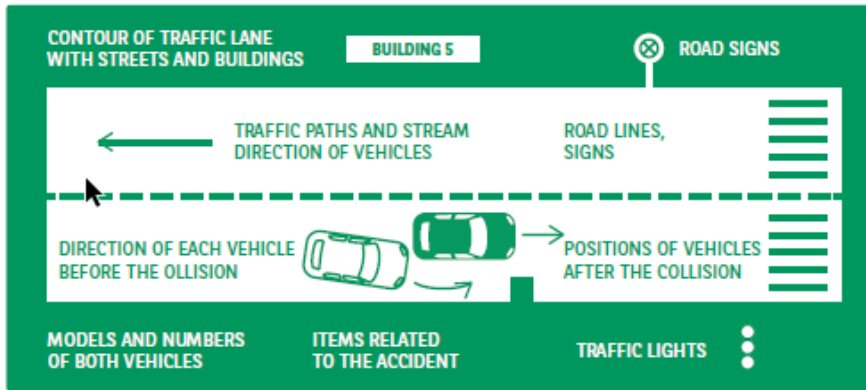 CONTOUR OF TRAFFIC LANE
WITH STREETS AND BUILDINGS
BUILDING 5
ROAD SIGNS
TRAFFIC PATHS AND STREAM
DIRECTION OF VEHICLES
ROAD LINES,
SIGNS
DIRECTION OF EACH VEHICLE
BEFORE THE OLLISION
POSITIONS OF VEHICLES
AFTER THE COLLISION
MODELS AND NUMBERS
OF BOTH VEHICLES
ITEMS RELATED
TO THE ACCIDENT
TRAFFIC LIGHTS